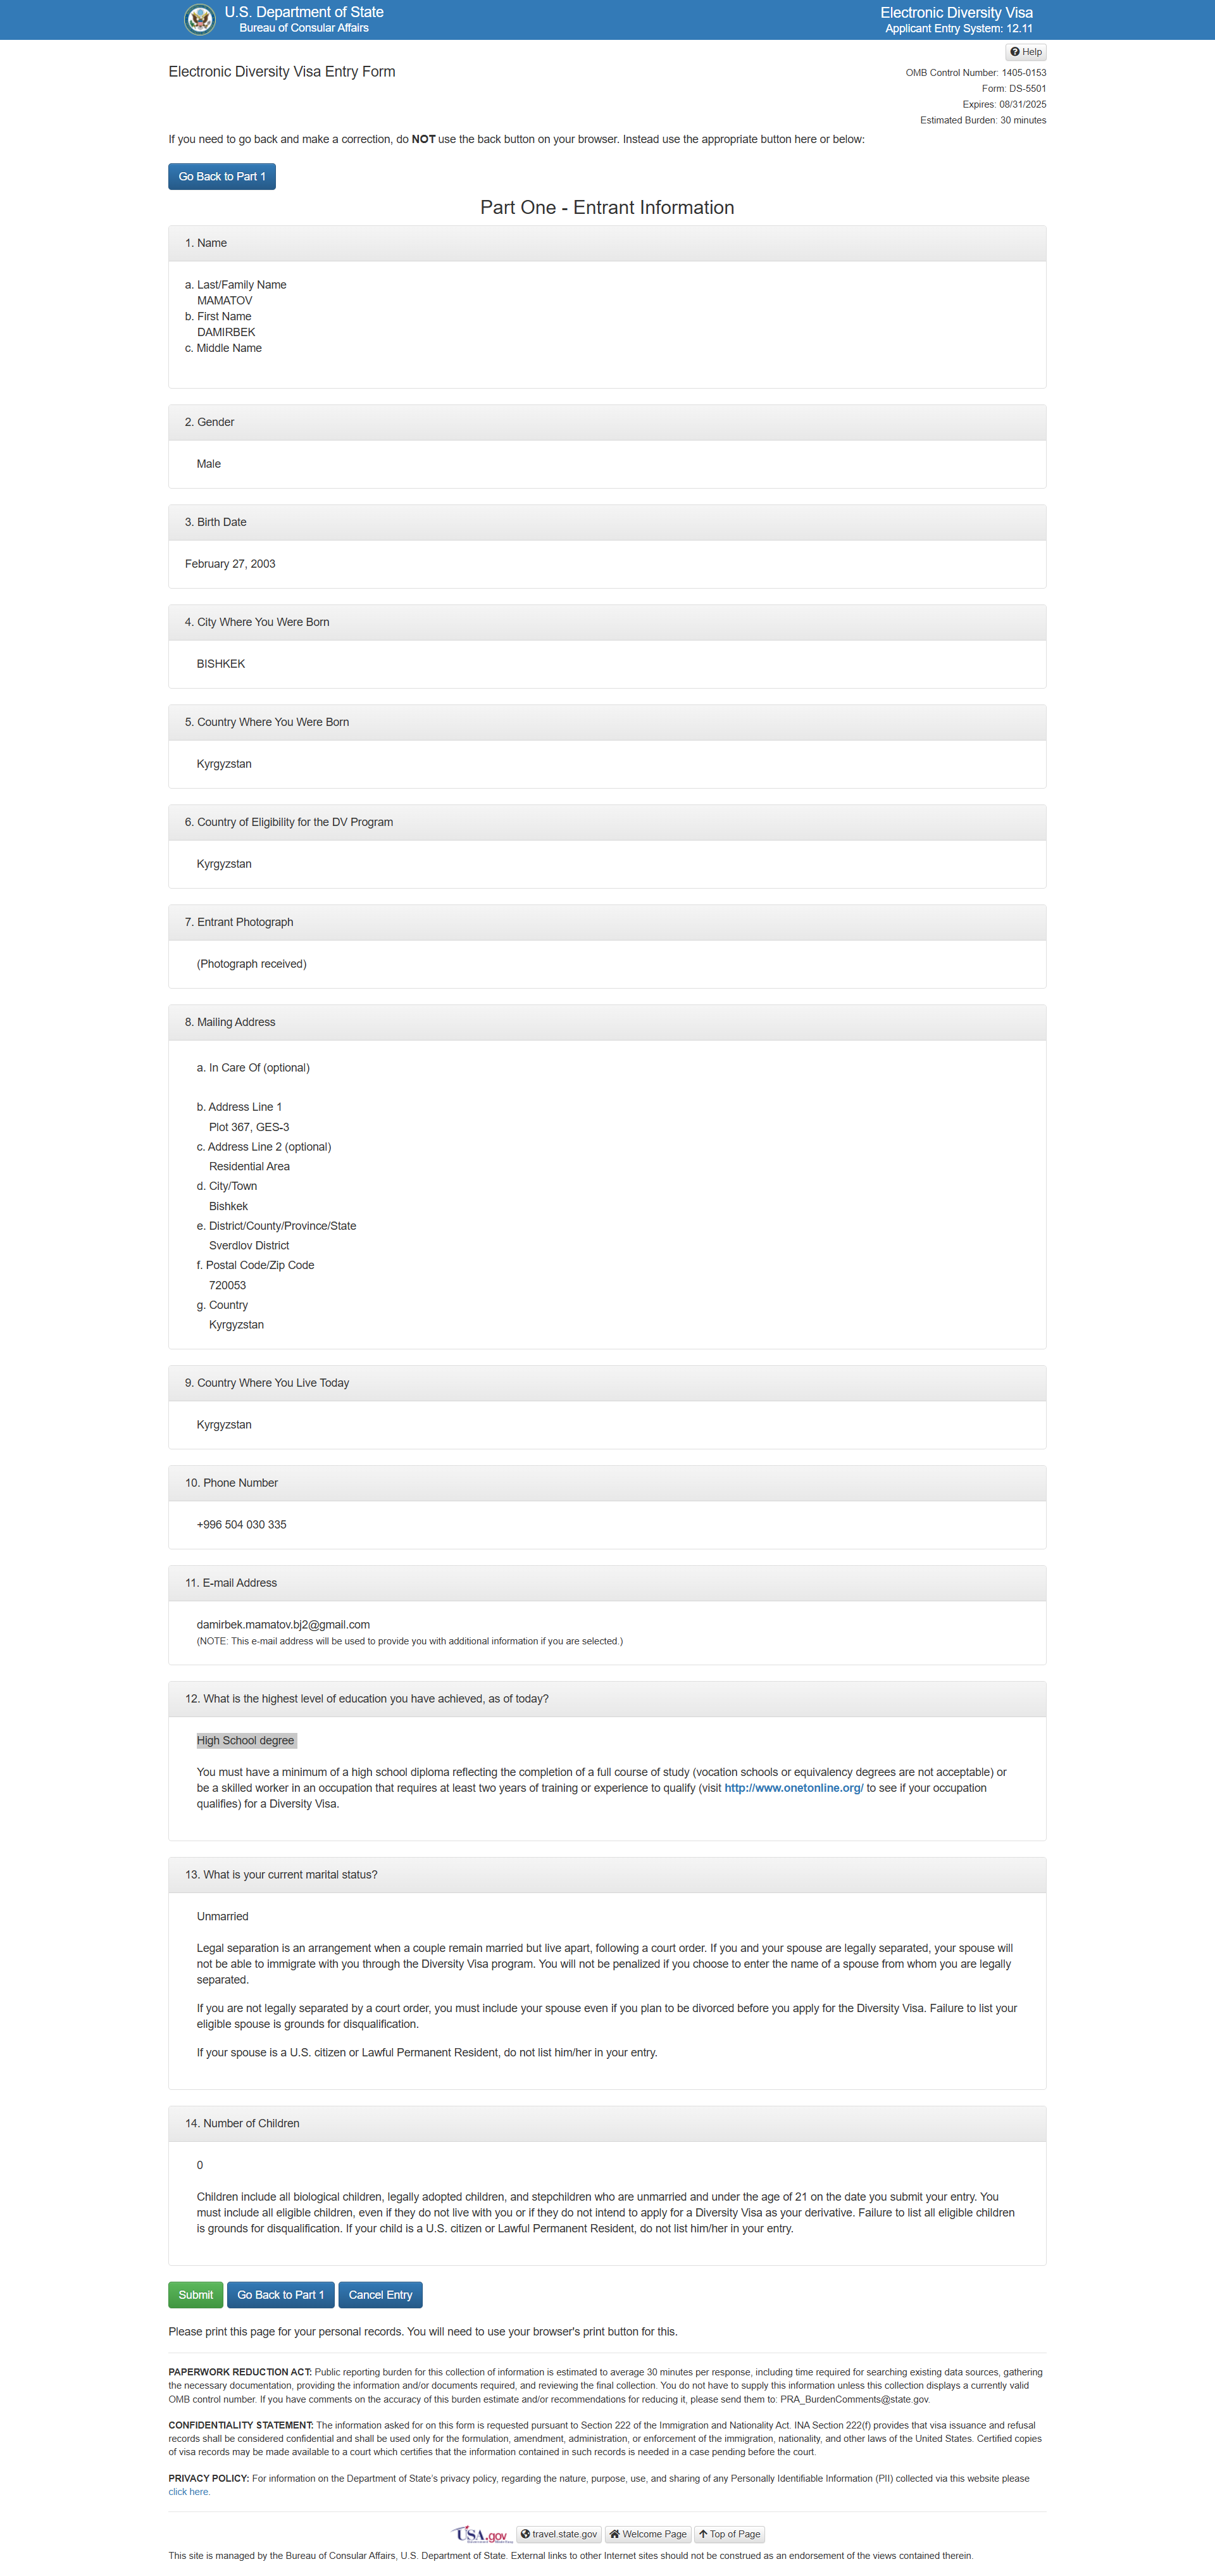 U.S. Department of State
Bureau of Consular Affairs
Electronic Diversity Visa
Applicant Entry System: 12.11
Help
Electronic Diversity Visa Entry Form
OMB Control Number: 1405-0153
Form: DS-5501
Expires: 08/31/2025
Estimated Burden: 30 minutes
If you need to go back and make a correction, do NOT use the back button on your browser. Instead use the appropriate button here or below:
Go Back to Part 1
Part One - Entrant Information
1. Name
a. Last/Family Name
MAMATOV
b. First Name
DAMIRBEK
c. Middle Name
2. Gender
Male
3. Birth Date
February 27, 2003
4. City Where You Were Born
BISHKEK
5. Country Where You Were Born
Kyrgyzstan
6. Country of Eligibility for the DV Program
Kyrgyzstan
7. Entrant Photograph
(Photograph received)
8. Mailing Address
a. In Care Of (optional)
b. Address Line 1
Plot 367, GES-3
c. Address Line 2 (optional)
Residential Area
d. City/Town
Bishkek
e. District/County/Province/State
Sverdlov District
f. Postal Code/Zip Code
720053
g. Country
Kyrgyzstan
9. Country Where You Live Today
Kyrgyzstan
10. Phone Number
+996 504 030 335
11. E-mail Address
damirbek.mamatov.bj2@gmail.com
(NOTE: This e-mail address will be used to provide you with additional information if you are selected.)
12. What is the highest level of education you have achieved, as of today?
High School degree
You must have a minimum of a high school diploma reflecting the completion of a full course of study (vocation schools or equivalency degrees are not acceptable) or
be a skilled worker in an occupation that requires at least two years of training or experience to qualify (visit http://www.onetonline.org/ to see if your occupation
qualifies) for a Diversity Visa.
13. What is your current marital status?
Unmarried
Legal separation is an arrangement when a couple remain married but live apart, following a court order. If you and your spouse are legally separated, your spouse will
not be able to immigrate with you through the Diversity Visa program. You will not be penalized if you choose to enter the name of a spouse from whom you are legally
separated.
If you are not legally separated by a court order, you must include your spouse even if you plan to be divorced before you apply for the Diversity Visa. Failure to list your
eligible spouse is grounds for disqualification.
If your spouse is a U.S. citizen or Lawful Permanent Resident, do not list him/her in your entry.
14. Number of Children
0
Children include all biological children, legally adopted children, and stepchildren who are unmarried and under the age of 21 on the date you submit your entry. You
must include all eligible children, even if they do not live with you or if they do not intend to apply for a Diversity Visa as your derivative. Failure to list all eligible children
is grounds for disqualification. If your child is a U.S. citizen or Lawful Permanent Resident, do not list him/her in your entry.
Submit
Go Back to Part 1
Cancel Entry
Please print this page for your personal records. You will need to use your browser's print button for this.
PAPERWORK REDUCTION ACT: Public reporting burden for this collection of information is estimated to average 30 minutes per response, including time required for searching existing data sources, gathering
the necessary documentation, providing the information and/or documents required, and reviewing the final collection. You do not have to supply this information unless this collection displays a currently valid
OMB control number. If you have comments on the accuracy of this burden estimate and/or recommendations for reducing it, please send them to: PRA_BurdenComments@state.gov.
CONFIDENTIALITY STATEMENT: The information asked for on this form is requested pursuant to Section 222 of the Immigration and Nationality Act. INA Section 222(f) provides that visa issuance and refusal
records shall be considered confidential and shall be used only for the formulation, amendment, administration, or enforcement of the immigration, nationality, and other laws of the United States. Certified copies
of visa records may be made available to a court which certifies that the information contained in such records is needed in a case pending before the court.
PRIVACY POLICY: For information on the Department of State's privacy policy, regarding the nature, purpose, use, and sharing of any Personally Identifiable Information (PII) collected via this website please
click here.
USA.gov
travel.state.gov
Welcome Page
Top of Page
This site is managed by the Bureau of Consular Affairs, U.S. Department of State. External links to other Internet sites should not be construed as an endorsement of the views contained therein.